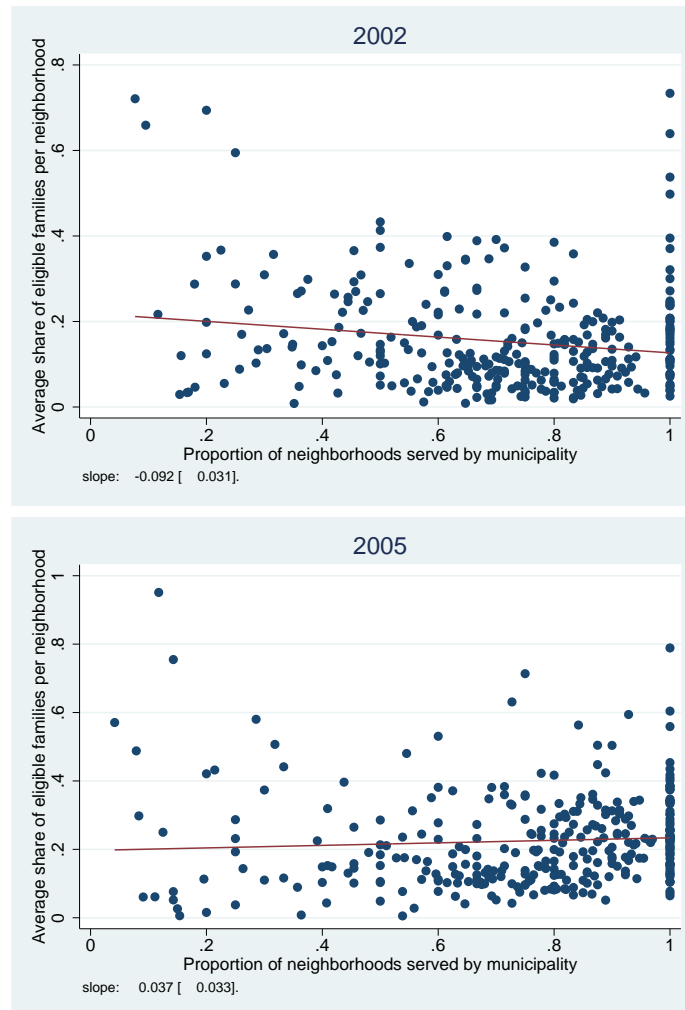 2002
Average share of eligible families per neighborhood
.8
.6
.4
.2
0
0 .2 .4 .6 .8 1
Proportion of neighborhoods served by municipality
slope: -0.092 [ 0.031].
2005
Average share of eligible families per neighborhood
1
.8
.6
.4
.2
0
0 .2 .4 .6 .8 1
Proportion of neighborhoods served by municipality
slope: 0.037 [ 0.033].